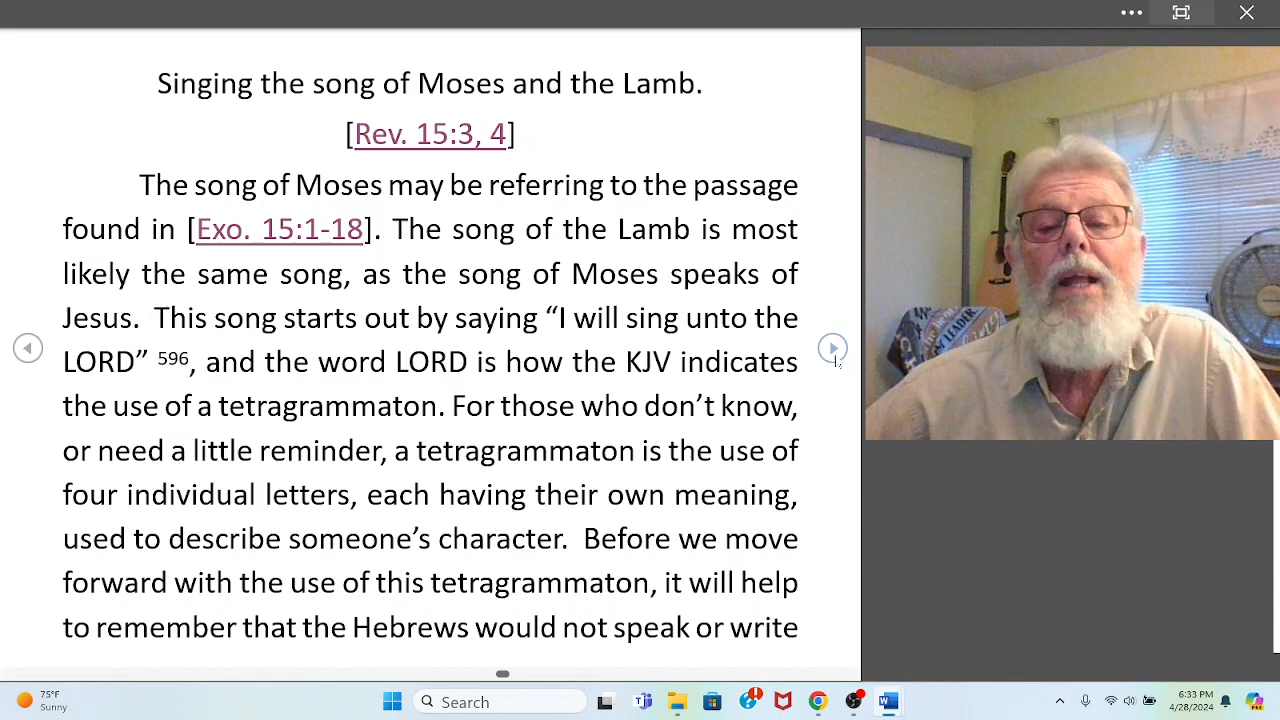 Singing the song of Moses and the Lamb.
[Rev. 15:3, 4]
The song of Moses may be referring to the passage
found in [Exo. 15:1-18]. The song of the Lamb is most
likely the same song, as the song of Moses speaks of
Jesus.  This song starts out by saying “I will sing unto the
LORD” 596, and the word LORD is how the KJV indicates
the use of a tetragrammaton. For those who don’t know,
or need a little reminder, a tetragrammaton is the use of
four individual letters, each having their own meaning,
used to describe someone’s character.  Before we move
forward with the use of this tetragrammaton, it will help
to remember that the Hebrews would not speak or write
LEADER
75°F
Sunny
Search
6:33 PM
4/28/2024